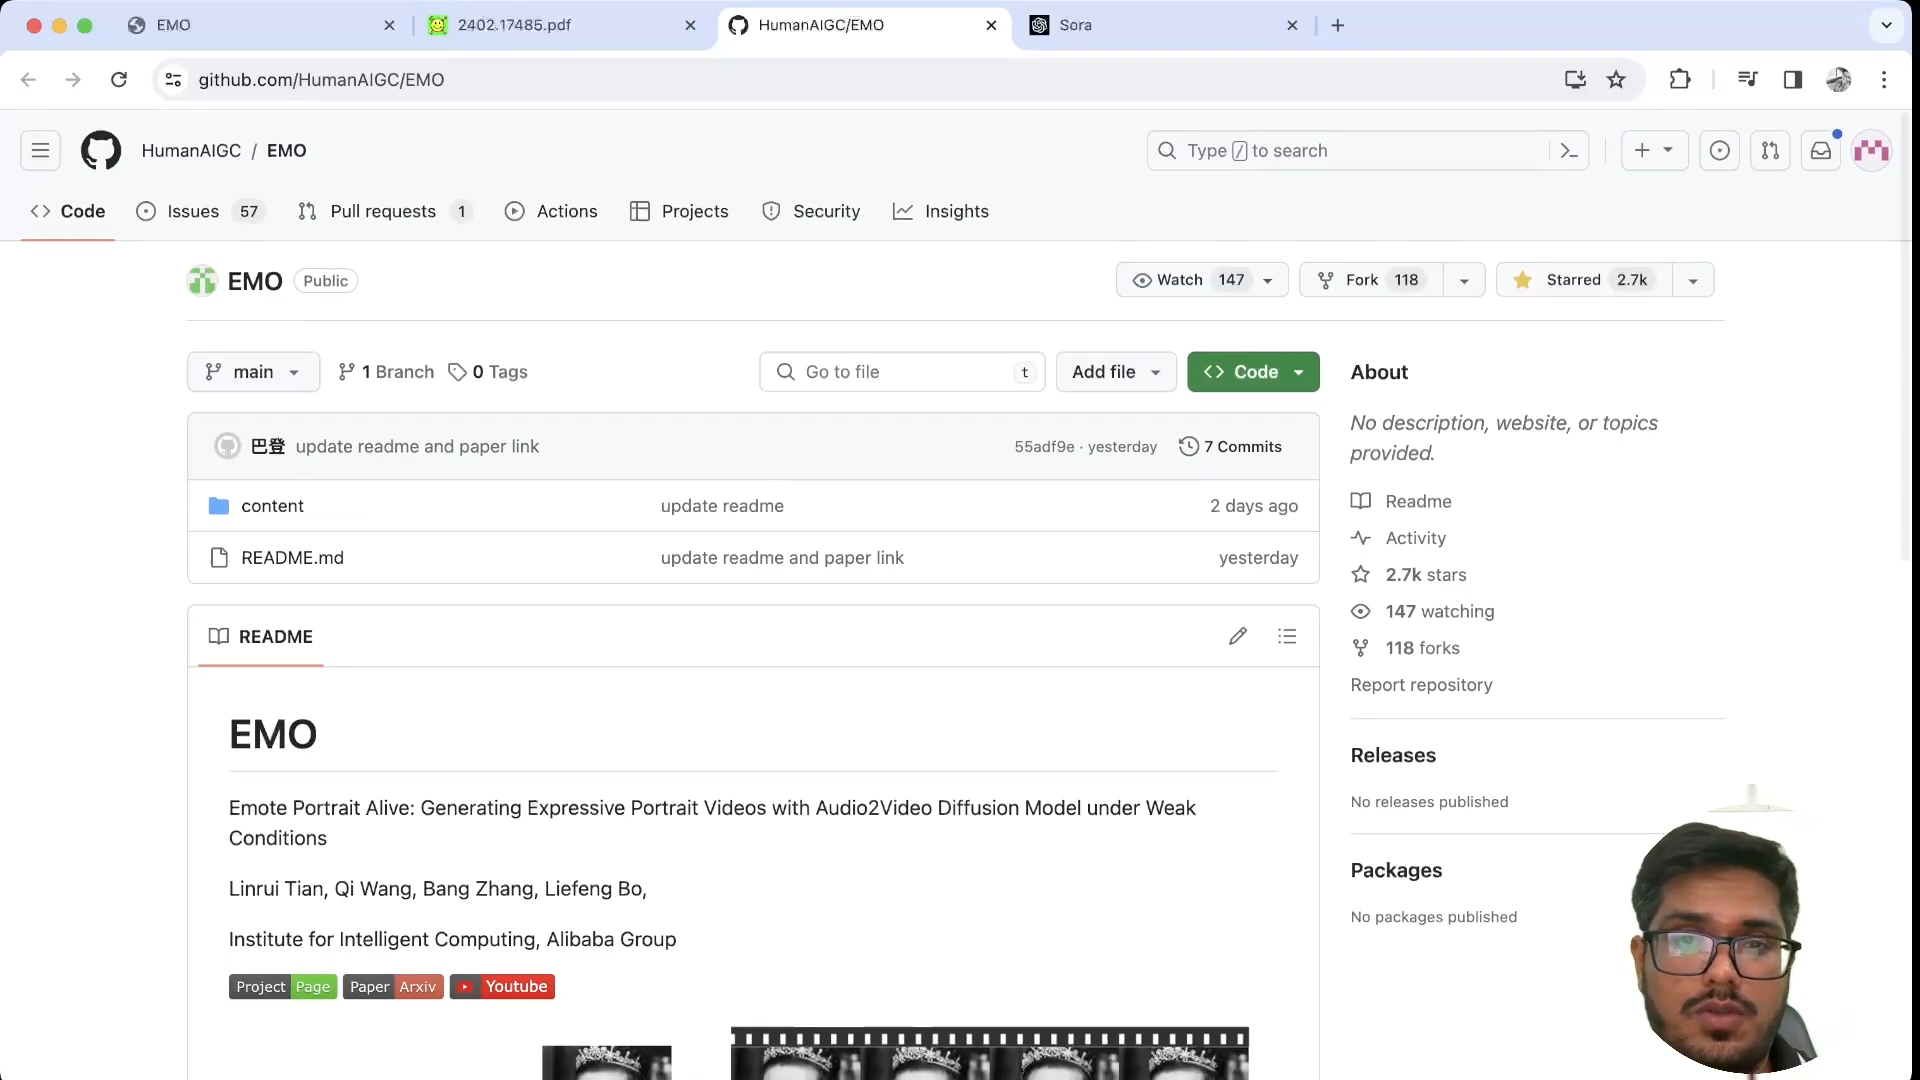 EMO
2402.17485.pdf
HumanAIGC/EMO
Sora
github.com/HumanAIGC/EMO
HumanAIGC / EMO
Type / to search
Code
Issues 57
Pull requests 1
Actions
Projects
Security
Insights
EMO Public
Watch 147
Fork 118
Starred 2.7k
main
1 Branch
0 Tags
Go to file t
Add file
Code
巴登 update readme and paper link
55adf9e · yesterday
7 Commits
content update readme 2 days ago
README.md update readme and paper link yesterday
README
EMO
Emote Portrait Alive: Generating Expressive Portrait Videos with Audio2Video Diffusion Model under Weak
Conditions
Linrui Tian, Qi Wang, Bang Zhang, Liefeng Bo,
Institute for Intelligent Computing, Alibaba Group
Project Page Paper Arxiv Youtube
About
No description, website, or topics
provided.
Readme
Activity
2.7k stars
147 watching
118 forks
Report repository
Releases
No releases published
Packages
No packages published